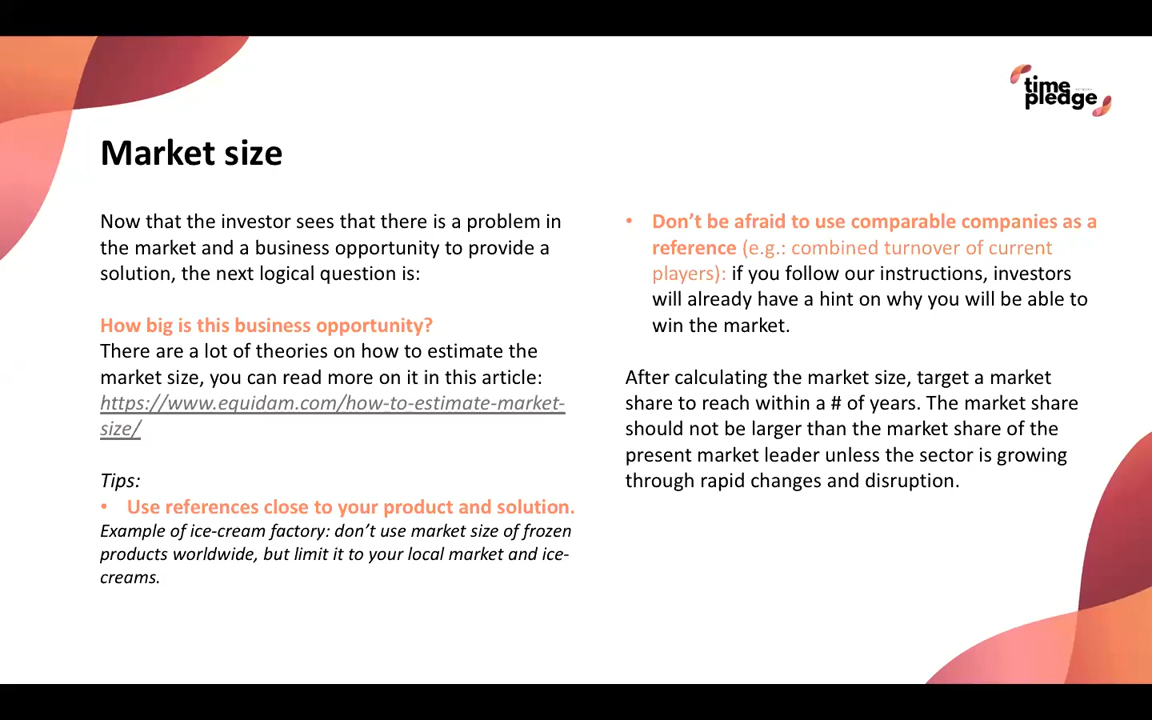 time
pledge
Market size
Now that the investor sees that there is a problem in
the market and a business opportunity to provide a
solution, the next logical question is:
How big is this business opportunity?
There are a lot of theories on how to estimate the
market size, you can read more on it in this article:
https://www.equidam.com/how-to-estimate-market-
size/
Tips:
• Use references close to your product and solution.
Example of ice-cream factory: don’t use market size of frozen
products worldwide, but limit it to your local market and ice-
creams.
• Don’t be afraid to use comparable companies as a
reference (e.g.: combined turnover of current
players): if you follow our instructions, investors
will already have a hint on why you will be able to
win the market.
After calculating the market size, target a market
share to reach within a # of years. The market share
should not be larger than the market share of the
present market leader unless the sector is growing
through rapid changes and disruption.